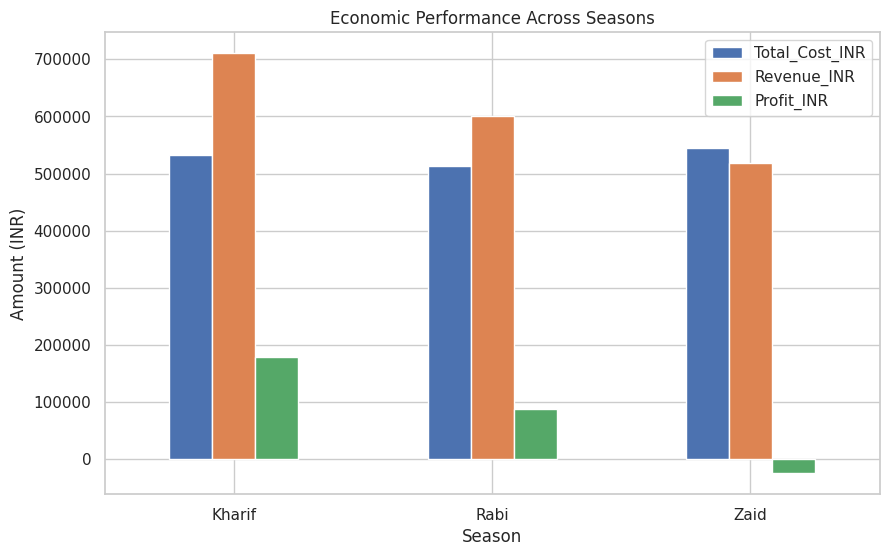 Economic Performance Across Seasons
Total_Cost_INR
Revenue_INR
Profit_INR
Amount (INR)
700000
600000
500000
400000
300000
200000
100000
0
Kharif
Rabi
Zaid
Season